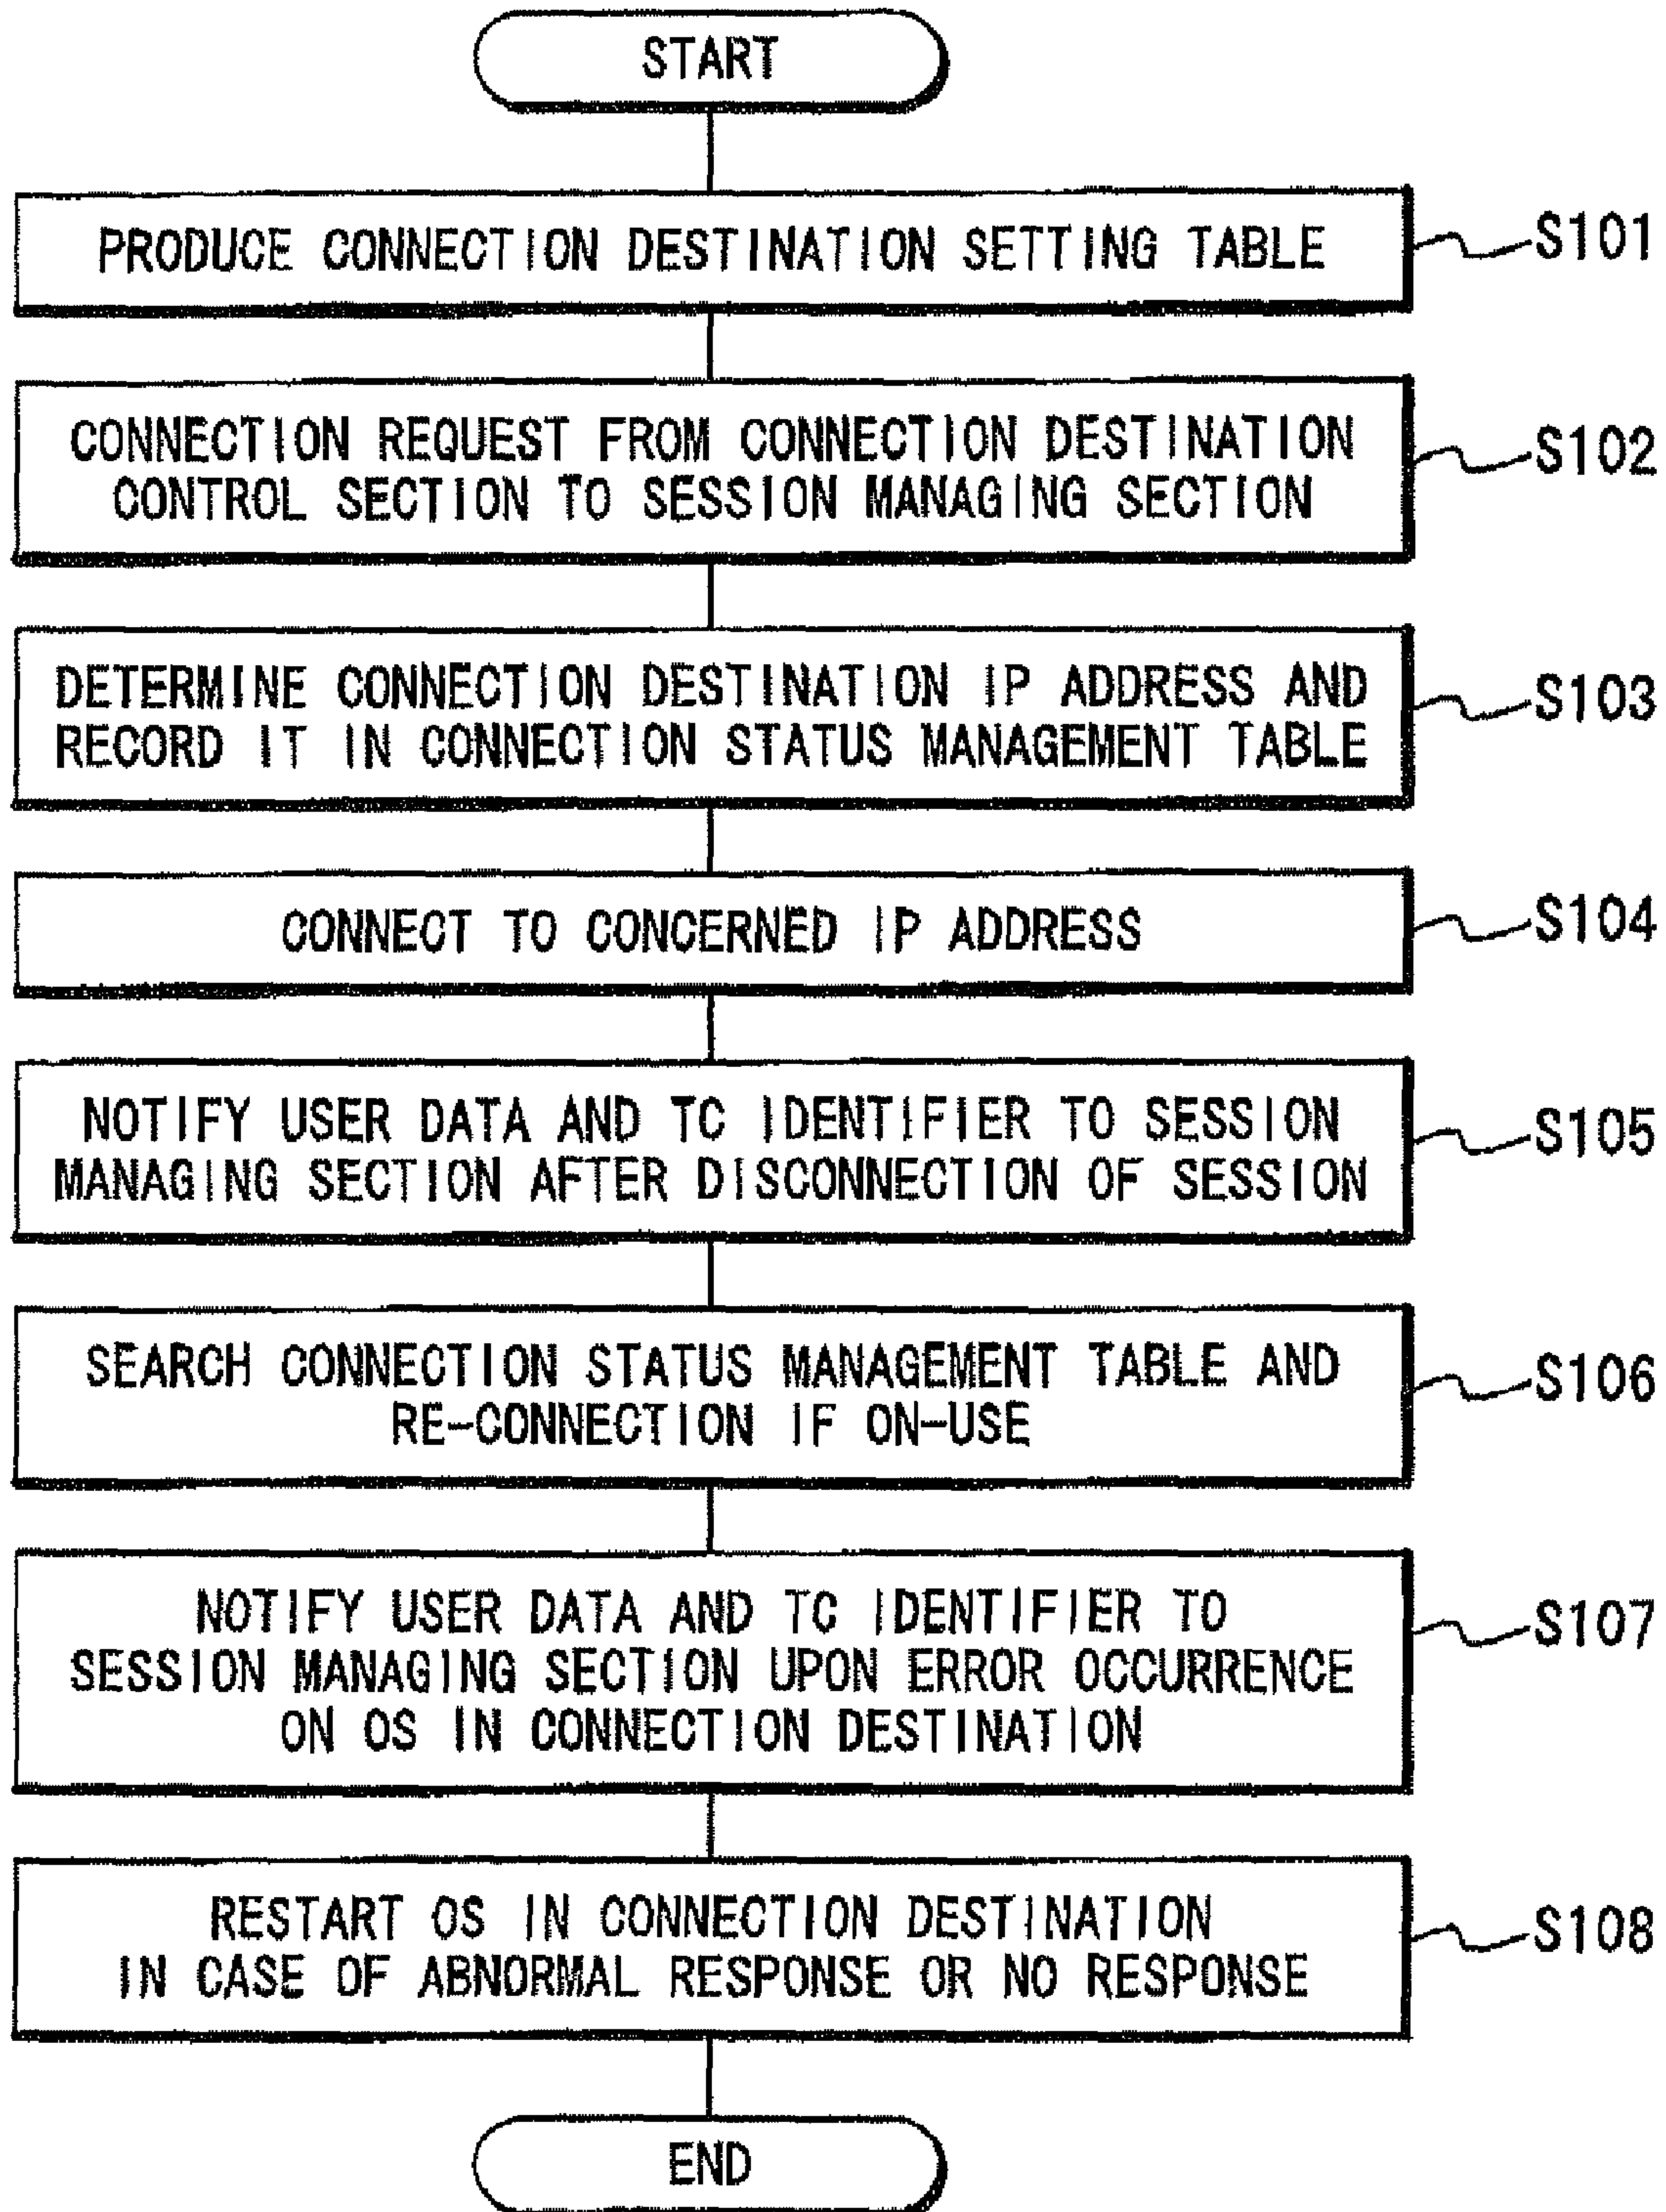 START
PRODUCE CONNECTION DESTINATION SETTING TABLE
S101
CONNECTION REQUEST FROM CONNECTION DESTINATION
CONTROL SECTION TO SESSION MANAGING SECTION
S102
DETERMINE CONNECTION DESTINATION IP ADDRESS AND
RECORD IT IN CONNECTION STATUS MANAGEMENT TABLE
S103
CONNECT TO CONCERNED IP ADDRESS
S104
NOTIFY USER DATA AND TC IDENTIFIER TO SESSION
MANAGING SECTION AFTER DISCONNECTION OF SESSION
S105
SEARCH CONNECTION STATUS MANAGEMENT TABLE AND
RE-CONNECTION IF ON-USE
S106
NOTIFY USER DATA AND TC IDENTIFIER TO
SESSION MANAGING SECTION UPON ERROR OCCURRENCE
ON OS IN CONNECTION DESTINATION
S107
RESTART OS IN CONNECTION DESTINATION
IN CASE OF ABNORMAL RESPONSE OR NO RESPONSE
S108
END